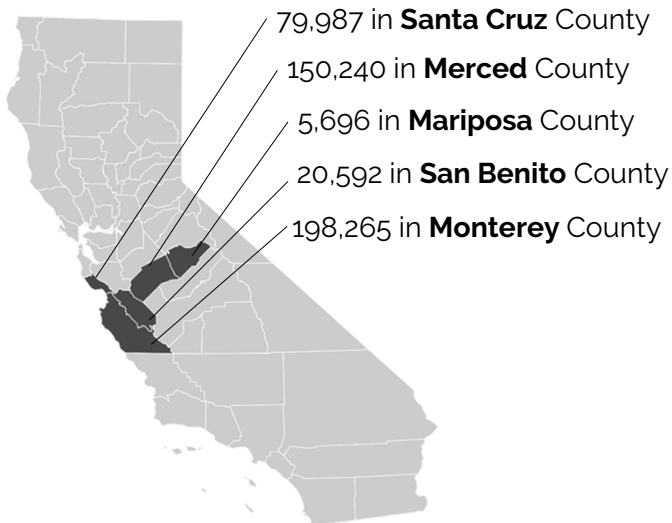 79,987 in Santa Cruz County
150,240 in Merced County
5,696 in Mariposa County
20,592 in San Benito County
198,265 in Monterey County